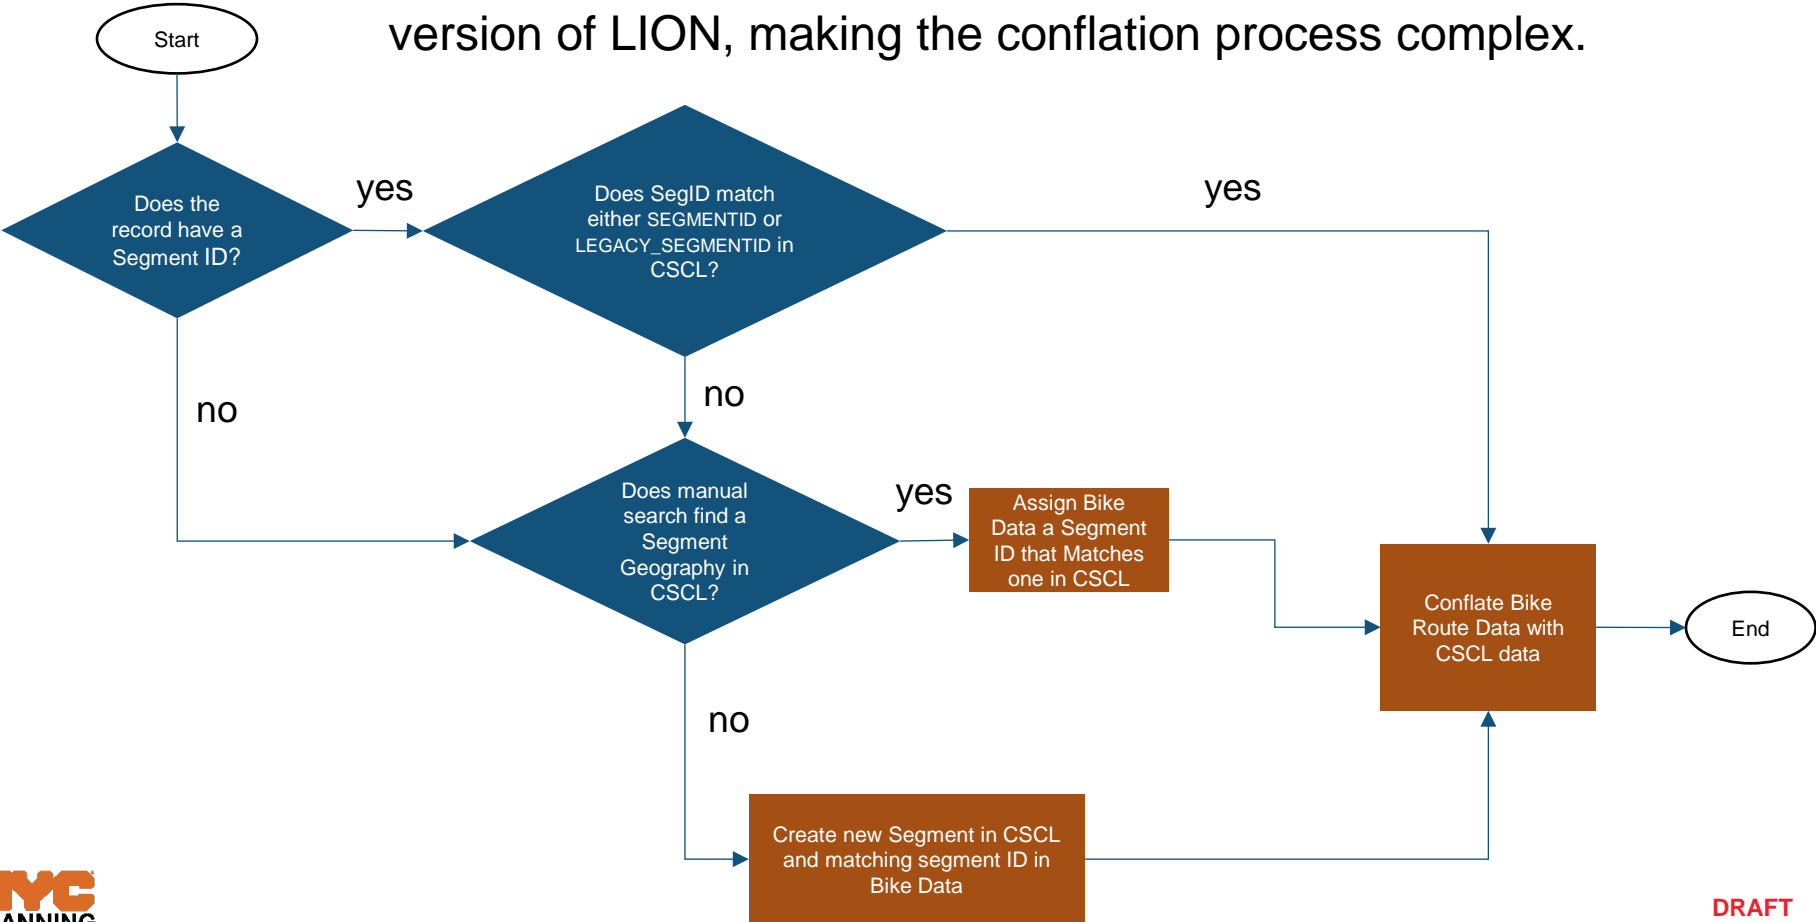 version of LION, making the conflation process complex.
Start
Does the
record have a
Segment ID?
yes
Does SegID match
either SEGMENTID or
LEGACY_SEGMENTID in
CSCL?
yes
no
no
Does manual
search find a
Segment
Geography in
CSCL?
yes
Assign Bike
Data a Segment
ID that Matches
one in CSCL
Conflate Bike
Route Data with
CSCL data
End
no
Create new Segment in CSCL
and matching segment ID in
Bike Data
NYC
ANNING
DRAFT